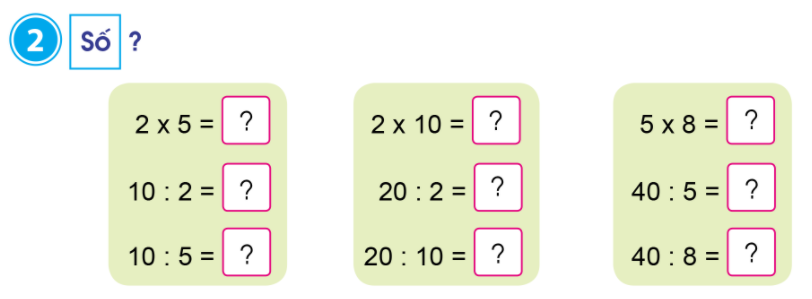 2 Số ?
2 x 5 = ?
10 : 2 = ?
10 : 5 = ?
2 x 10 = ?
20 : 2 = ?
20 : 10 = ?
5 x 8 = ?
40 : 5 = ?
40 : 8 = ?